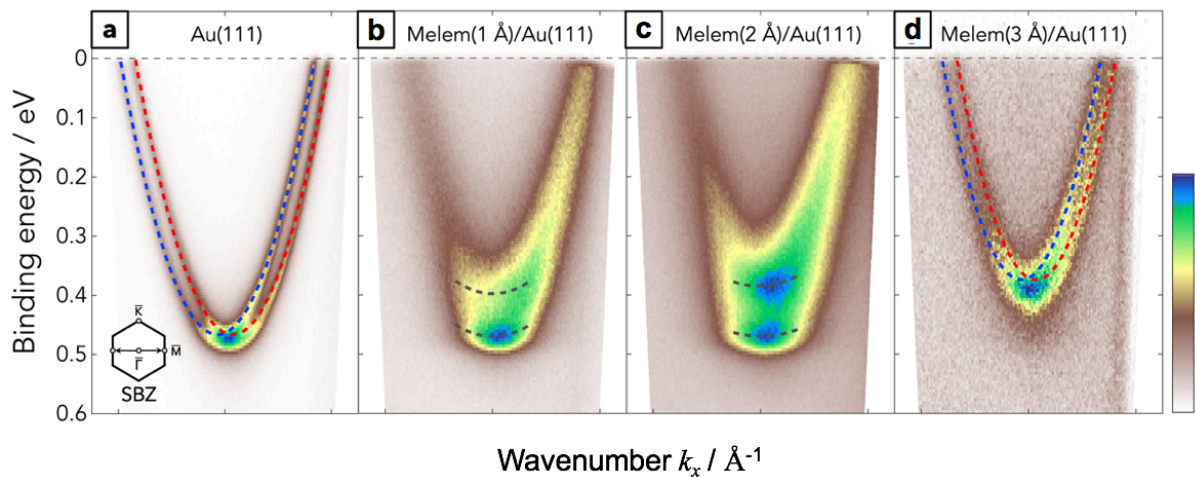 a
Au(111)
b
Melem(1 Å)/Au(111)
c
Melem(2 Å)/Au(111)
d
Melem(3 Å)/Au(111)
Binding energy / eV
0
0.1
0.2
0.3
0.4
0.5
0.6
K̅
M̅
Γ̅
SBZ
Wavenumber kₓ / Å⁻¹